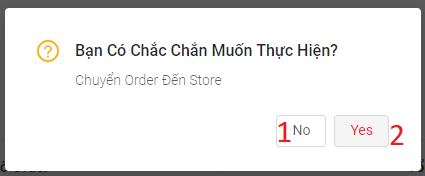 Bạn Có Chắc Chắn Muốn Thực Hiện?
Chuyển Order Đến Store
1 No Yes 2